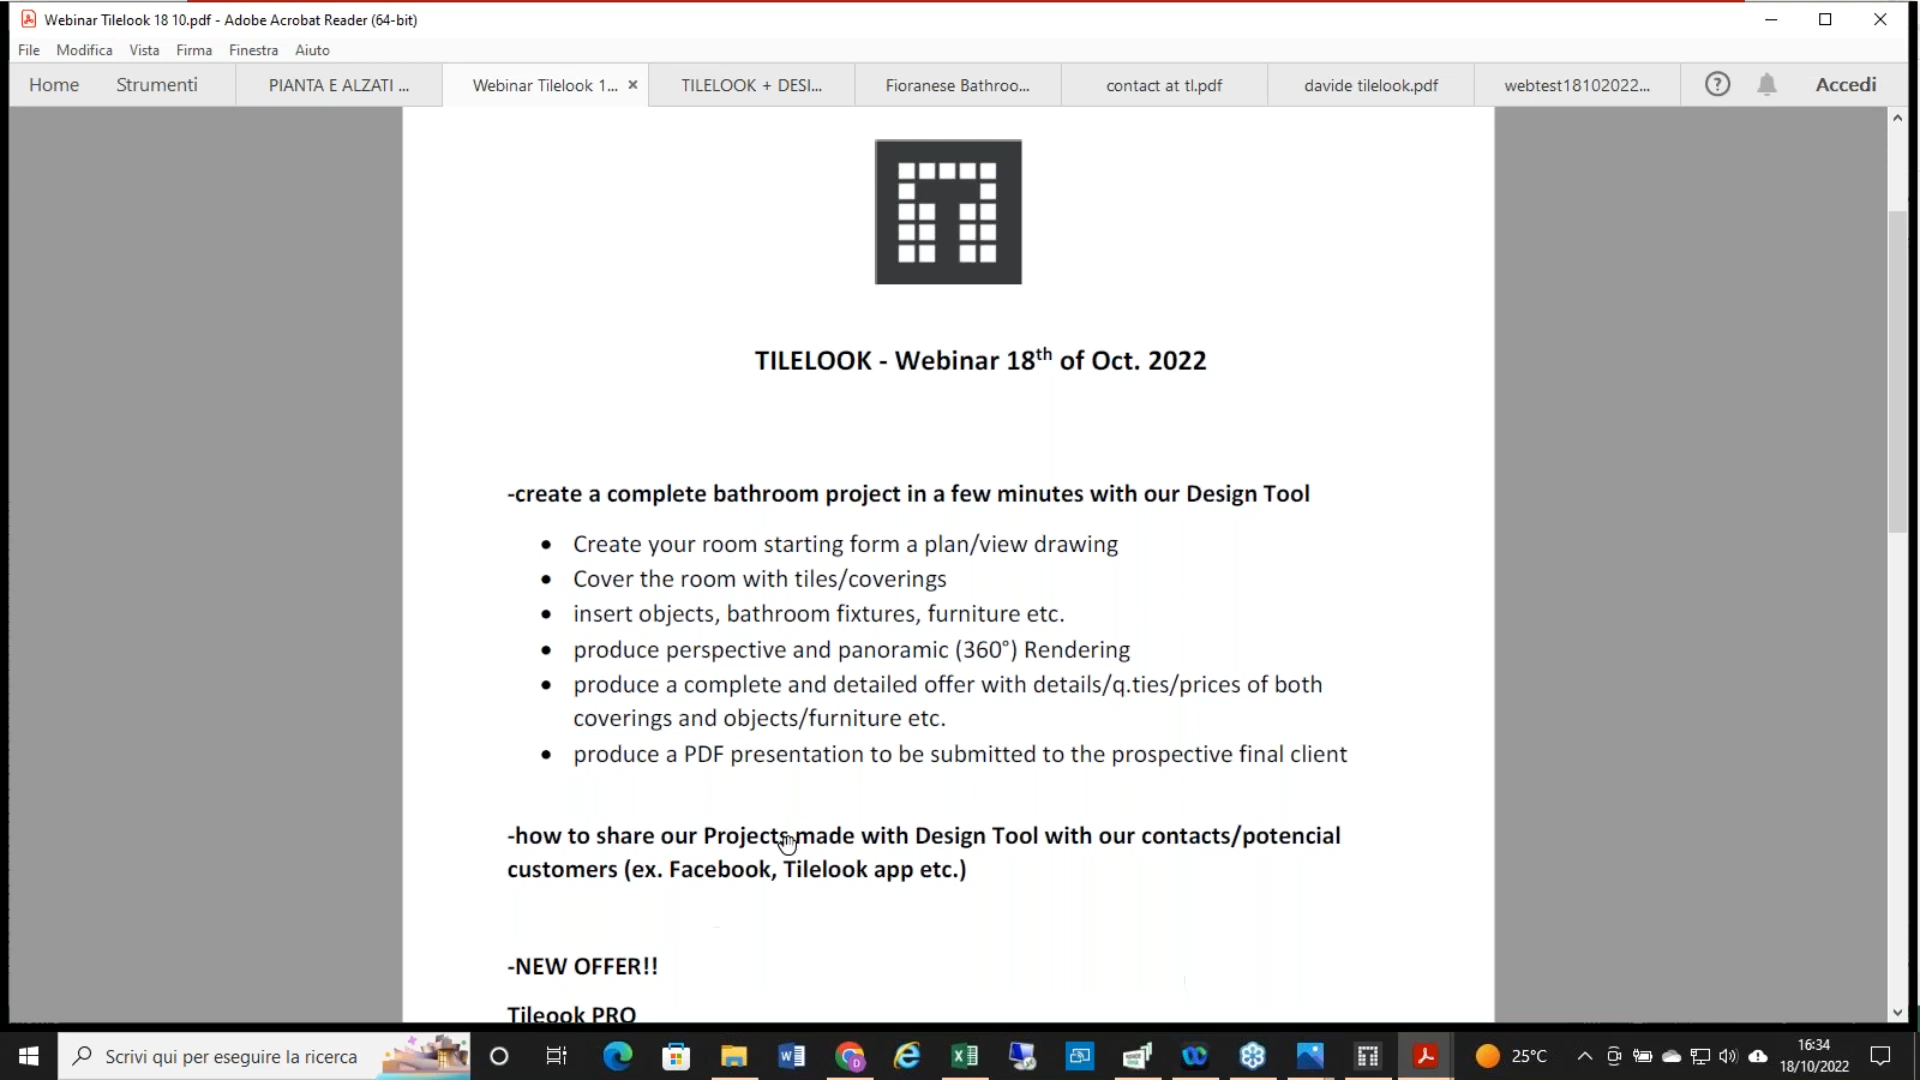 Webinar Tilelook 18 10.pdf - Adobe Acrobat Reader (64-bit)
File Modifica Vista Firma Finestra Aiuto
Home Strumenti PIANTA E ALZATI ... Webinar Tilelook 1... × TILELOOK + DESI... Fioranese Bathroo... contact at tl.pdf davide tilelook.pdf webtest18102022... Accedi
TILELOOK - Webinar 18th of Oct. 2022
-create a complete bathroom project in a few minutes with our Design Tool
• Create your room starting form a plan/view drawing
• Cover the room with tiles/coverings
• insert objects, bathroom fixtures, furniture etc.
• produce perspective and panoramic (360°) Rendering
• produce a complete and detailed offer with details/q.ties/prices of both
coverings and objects/furniture etc.
• produce a PDF presentation to be submitted to the prospective final client
-how to share our Projects made with Design Tool with our contacts/potencial
customers (ex. Facebook, Tilelook app etc.)
-NEW OFFER!!
Tileook PRO
Scrivi qui per eseguire la ricerca 25°C 16:34
18/10/2022